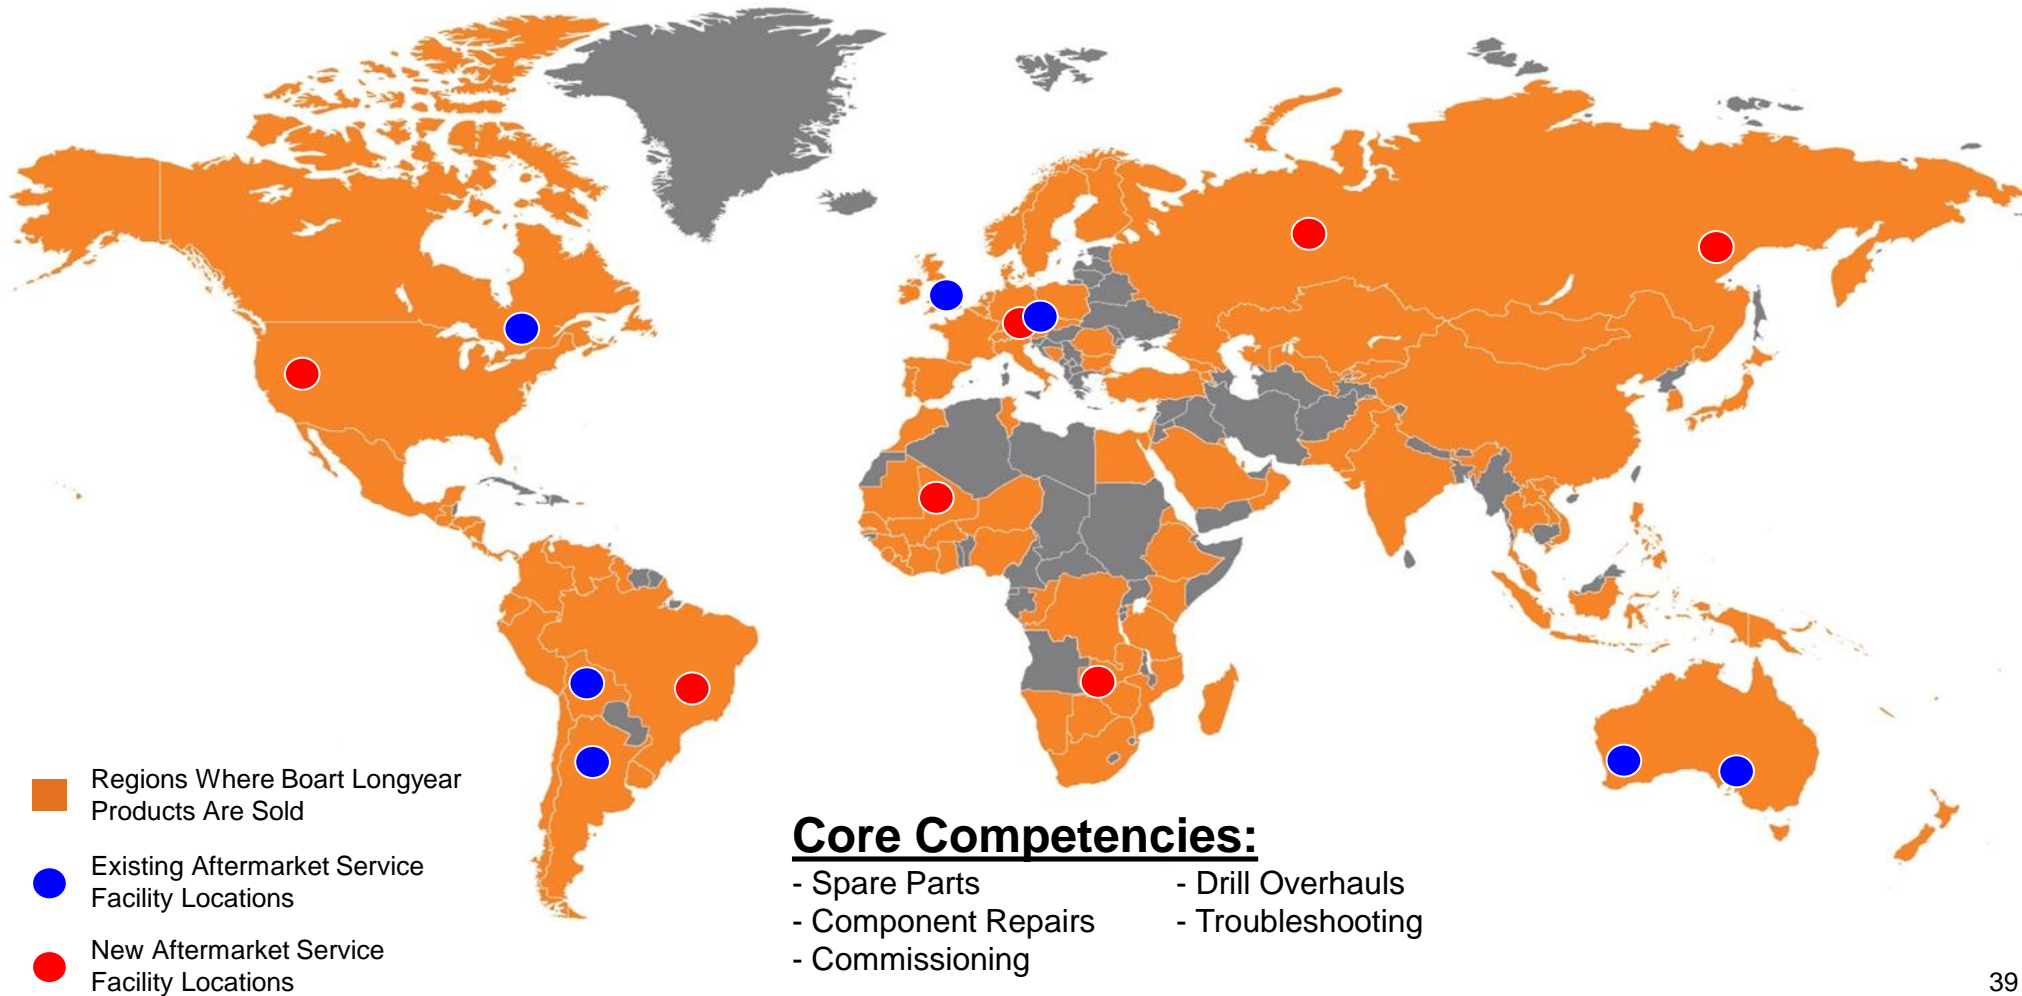 Regions Where Boart Longyear
Products Are Sold
Existing Aftermarket Service
Facility Locations
New Aftermarket Service
Facility Locations
Core Competencies:
- Spare Parts
- Component Repairs
- Commissioning
- Drill Overhauls
- Troubleshooting
39